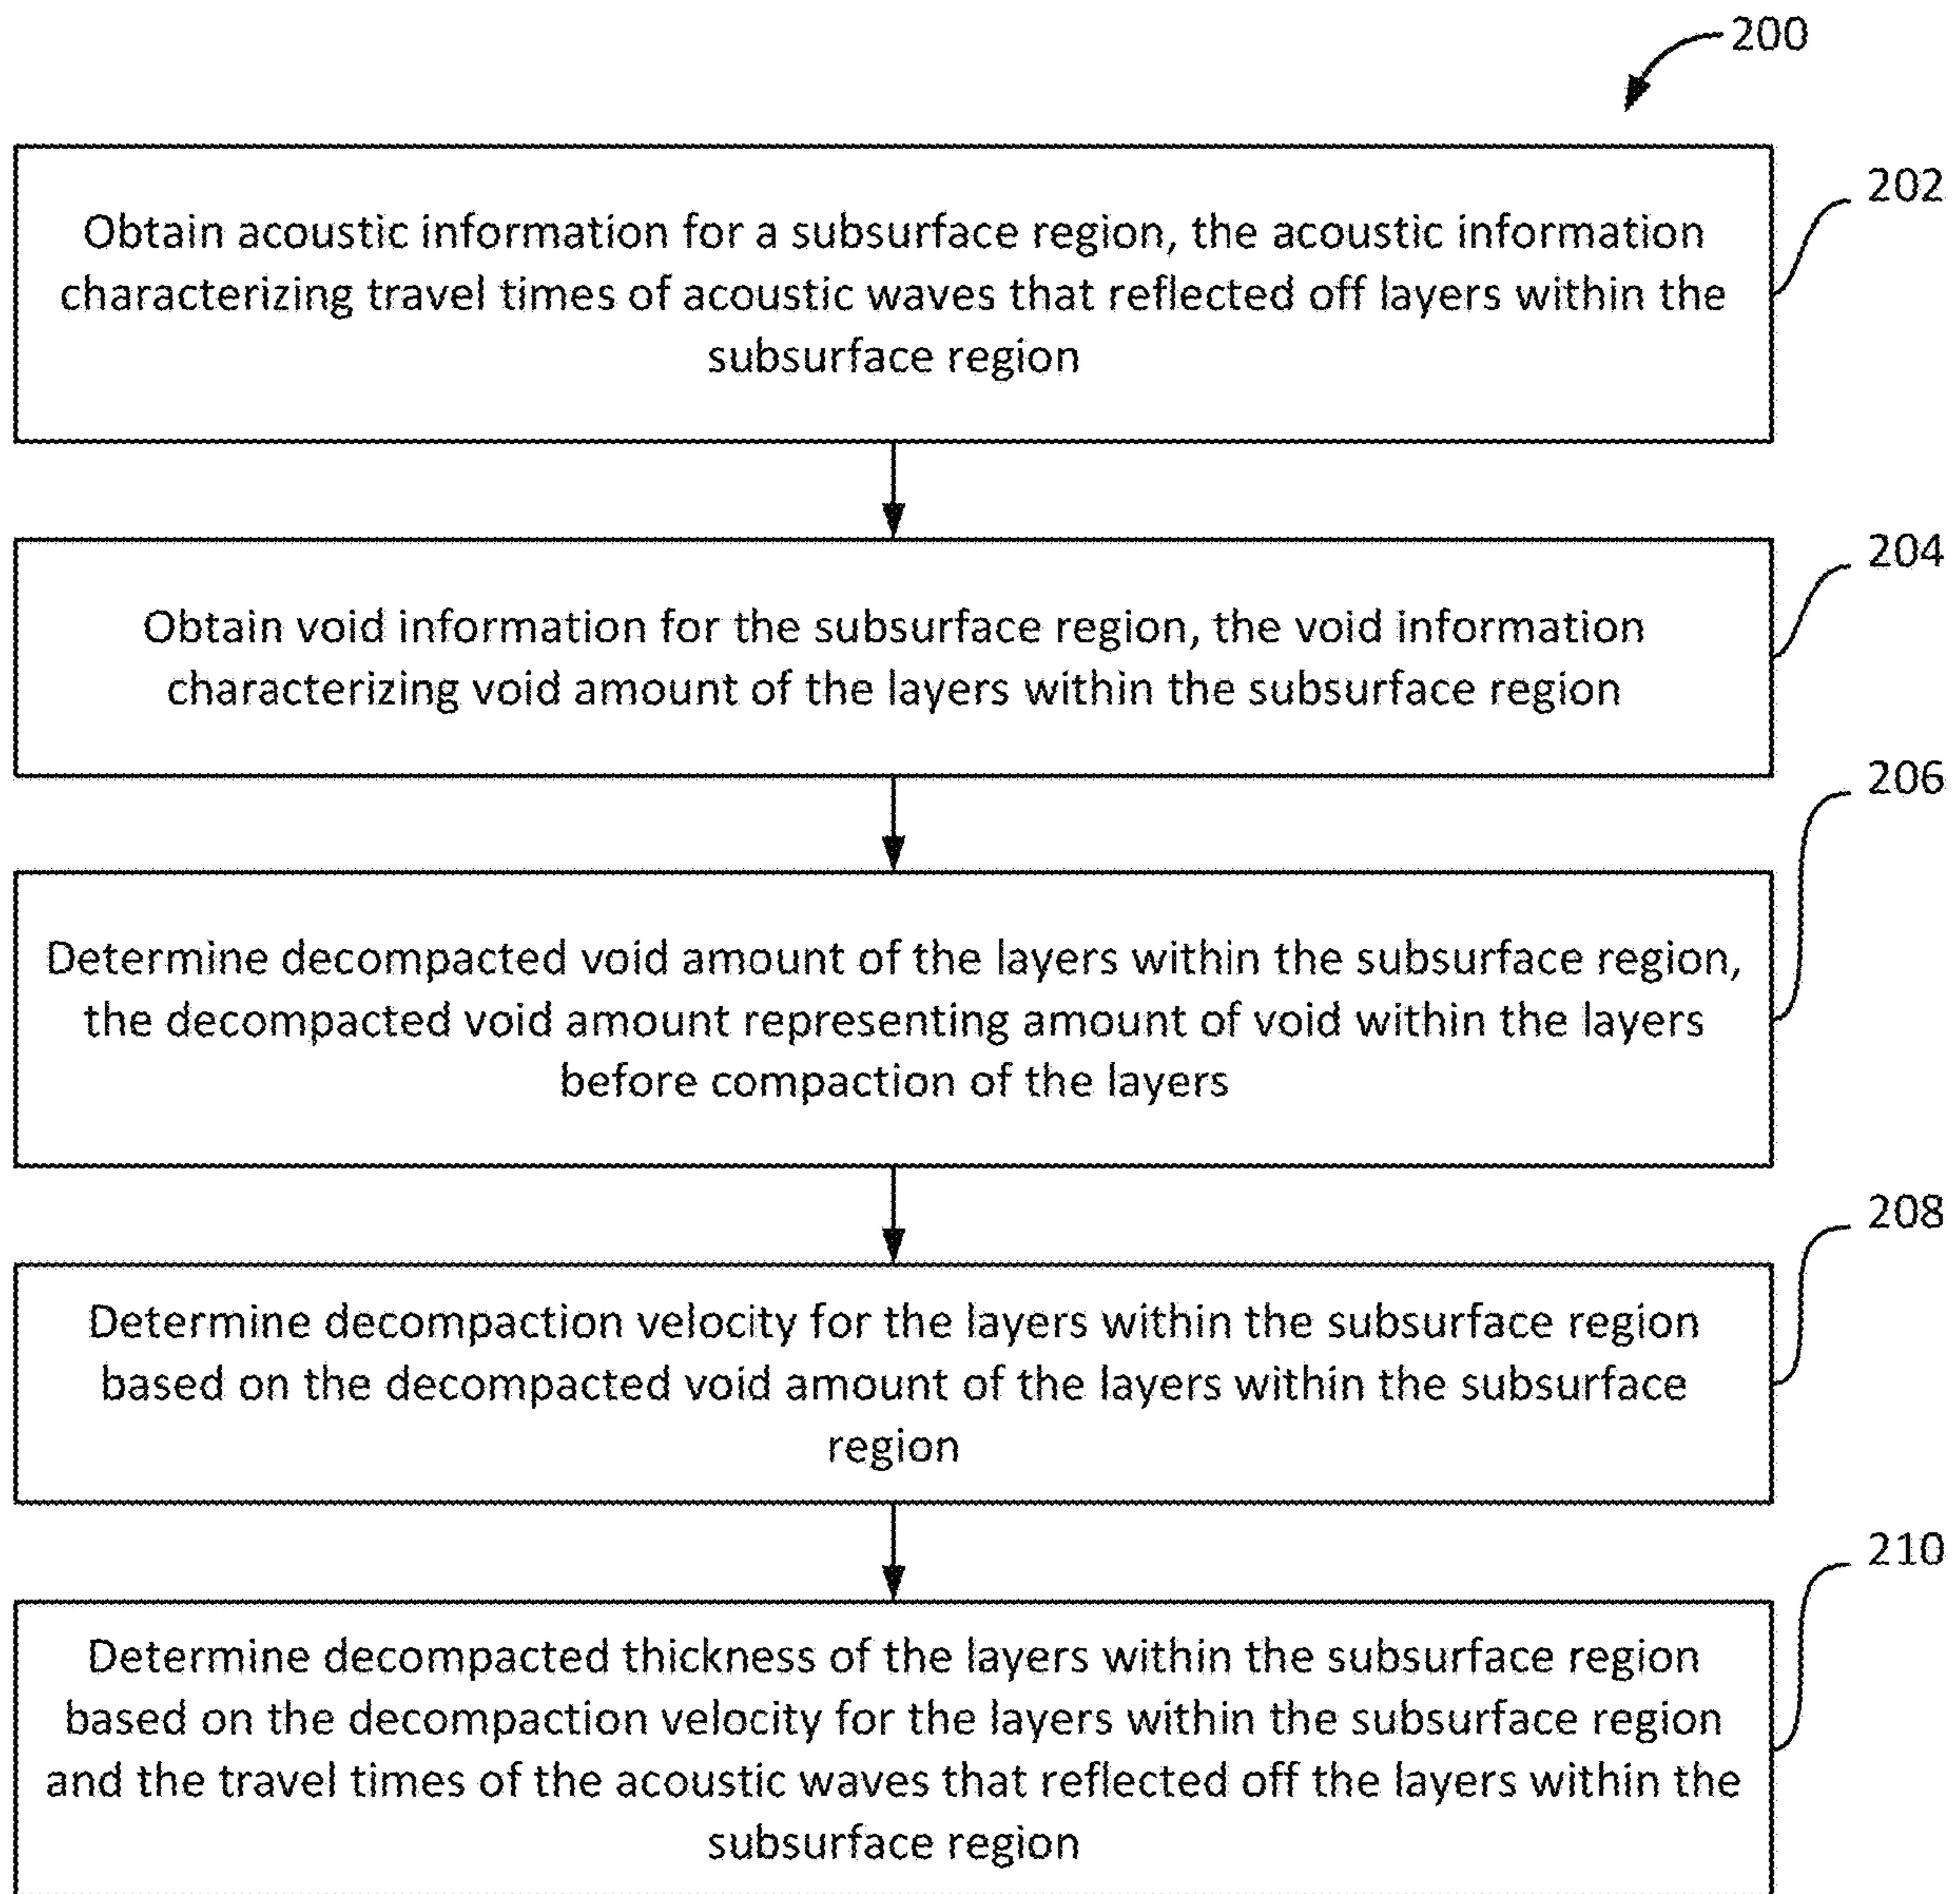 200
202
Obtain acoustic information for a subsurface region, the acoustic information
characterizing travel times of acoustic waves that reflected off layers within the
subsurface region
204
Obtain void information for the subsurface region, the void information
characterizing void amount of the layers within the subsurface region
206
Determine decompacted void amount of the layers within the subsurface region,
the decompacted void amount representing amount of void within the layers
before compaction of the layers
208
Determine decompaction velocity for the layers within the subsurface region
based on the decompacted void amount of the layers within the subsurface
region
210
Determine decompacted thickness of the layers within the subsurface region
based on the decompaction velocity for the layers within the subsurface region
and the travel times of the acoustic waves that reflected off the layers within the
subsurface region